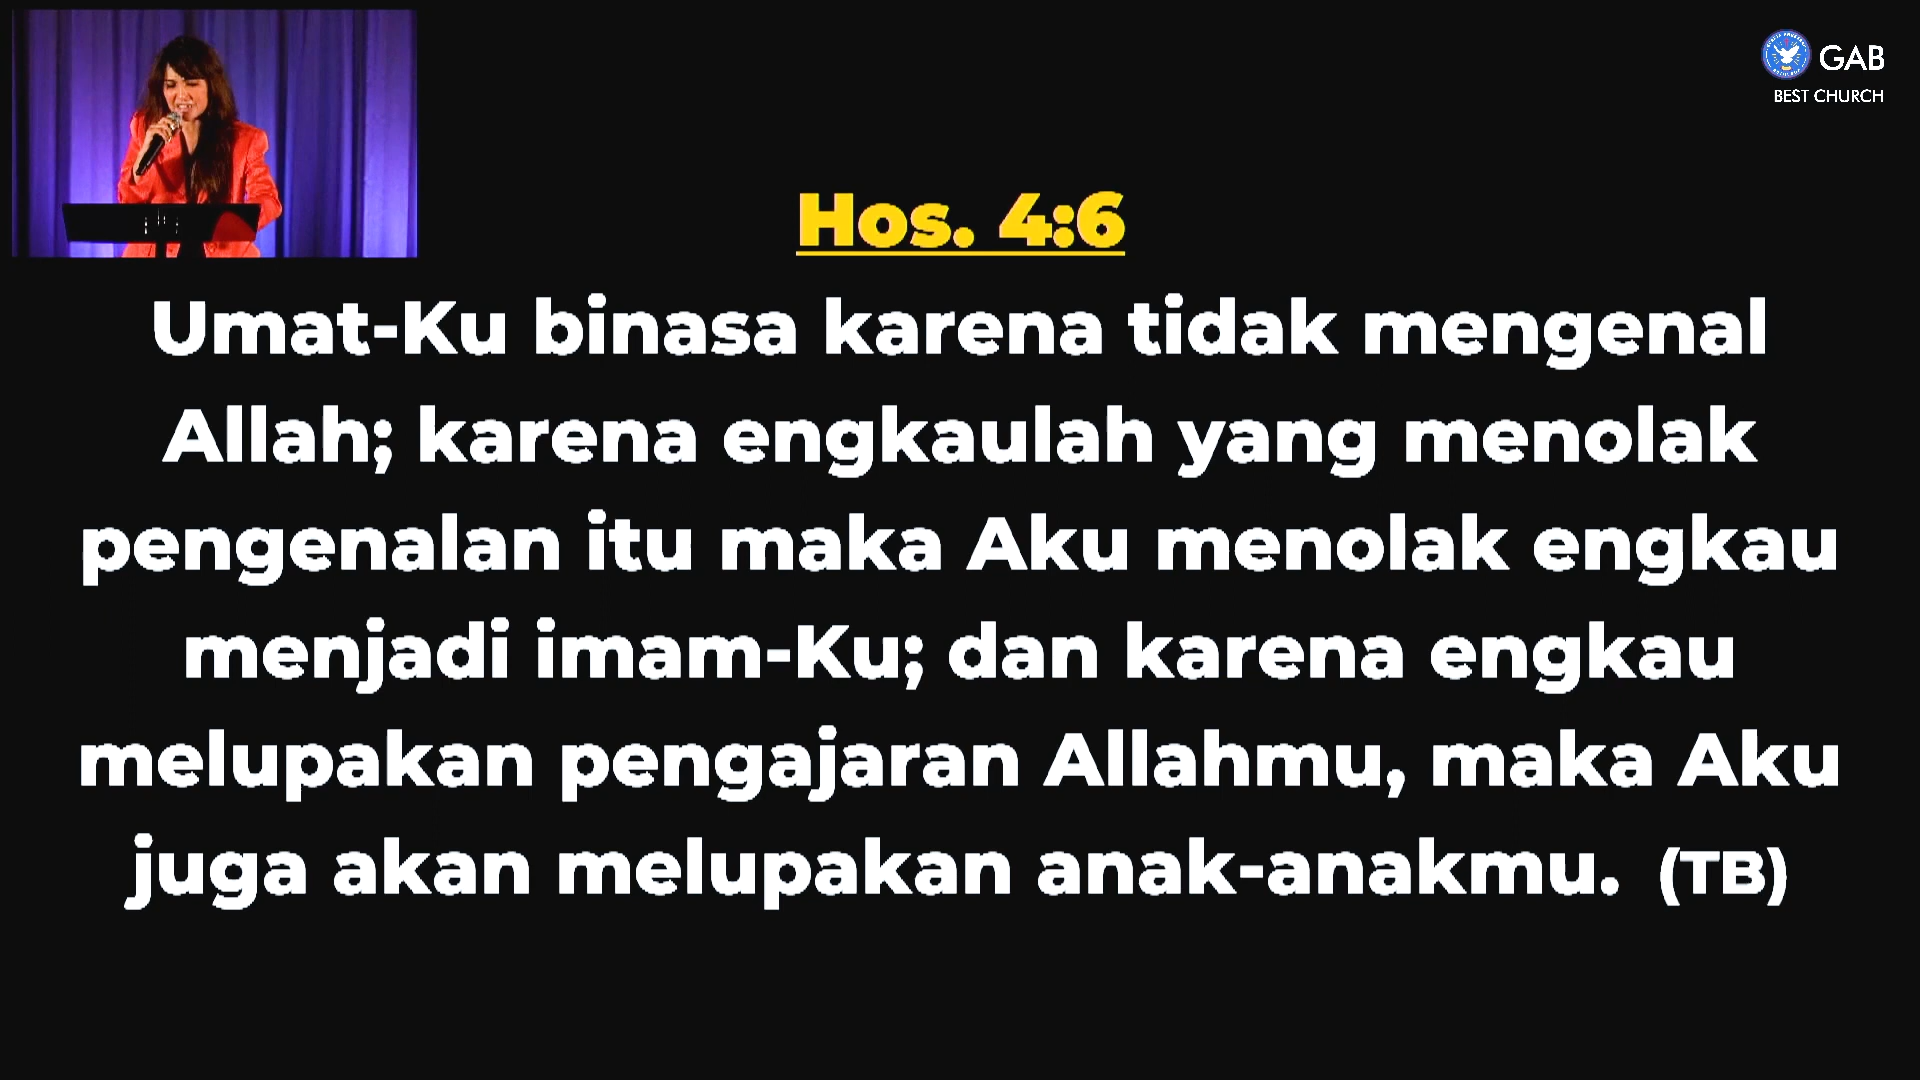 GAB
BEST CHURCH
Hos. 4:6
Umat-Ku binasa karena tidak mengenal
Allah; karena engkaulah yang menolak
pengenalan itu maka Aku menolak engkau
menjadi imam-Ku; dan karena engkau
melupakan pengajaran Allahmu, maka Aku
juga akan melupakan anak-anakmu. (TB)